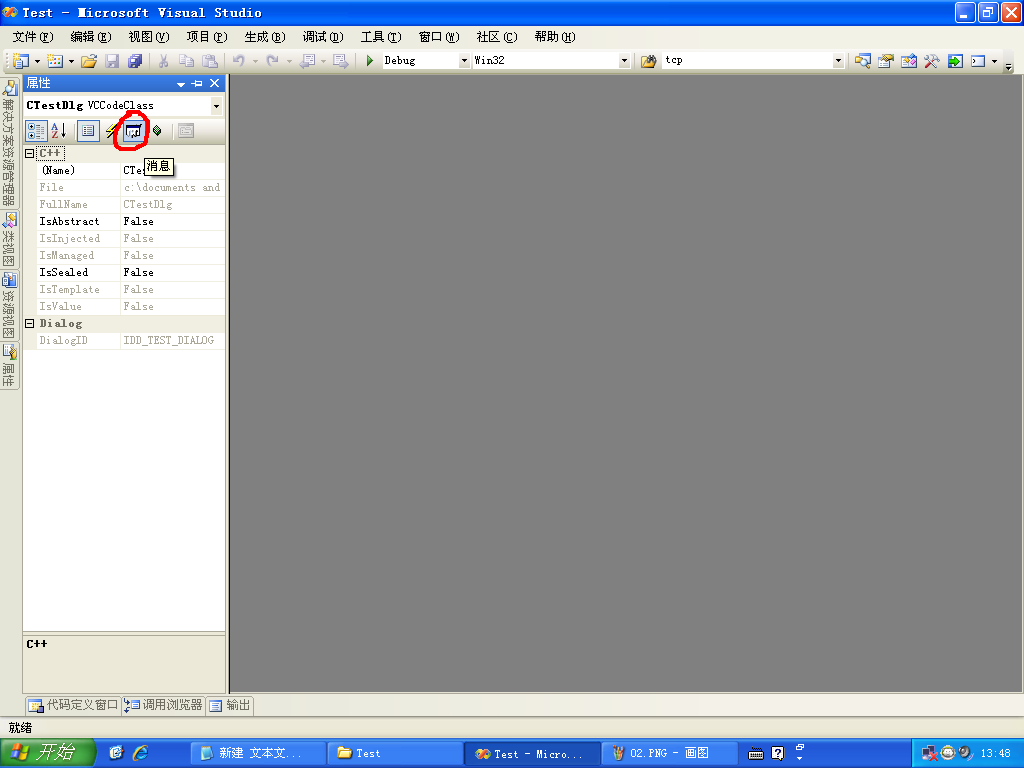 Test - Microsoft Visual Studio
文件(F) 编辑(E) 视图(V) 项目(P) 生成(B) 调试(D) 工具(T) 窗口(W) 社区(C) 帮助(H)
Debug Win32 tcp
属性
CTestDlg VCCodeClass
消息
C++
(Name) CTes
File c:\documents and
FullName CTestDlg
IsAbstract False
IsInjected False
IsManaged False
IsSealed False
IsTemplate False
IsValue False
Dialog
DialogID IDD_TEST_DIALOG
解决方案资源管理器
类视图
资源视图
属性
C++
代码定义窗口 调用浏览器 输出
就绪
开始 新建 文本文... Test Test - Micro... 02.PNG - 画图 13:48